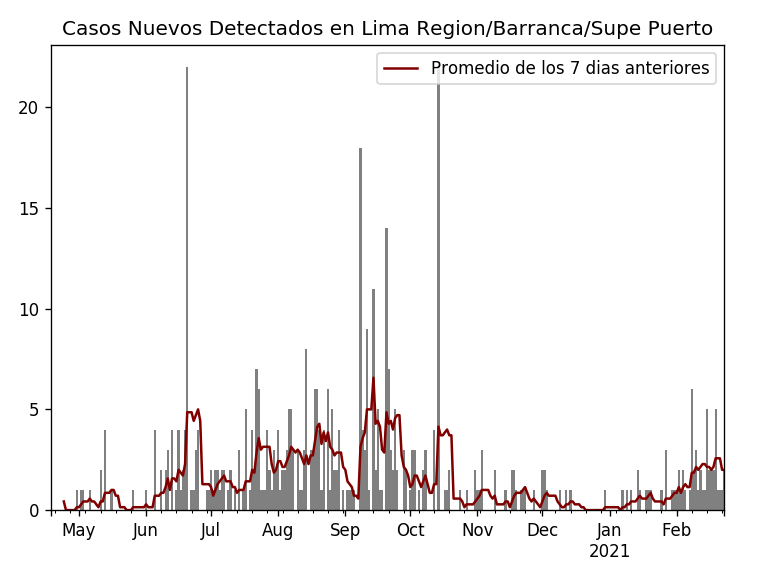 Casos Nuevos Detectados en Lima Region/Barranca/Supe Puerto
Promedio de los 7 dias anteriores
20
15
10
5
0
May Jun Jul Aug Sep Oct Nov Dec Jan Feb
2021